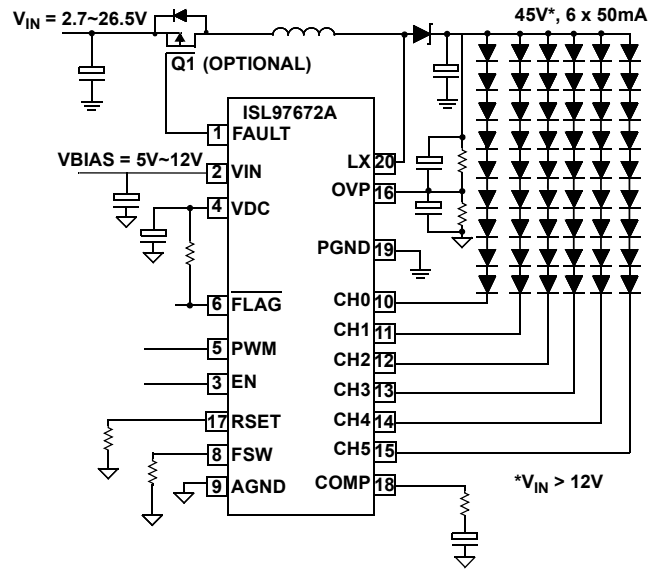 V_IN = 2.7~26.5V
45V*, 6 x 50mA
Q1 (OPTIONAL)
ISL97672A
1 FAULT
VBIAS = 5V~12V
2 VIN
LX 20
OVP 16
4 VDC
PGND 19
6 FLAG
CH0 10
CH1 11
5 PWM
CH2 12
3 EN
CH3 13
17 RSET
CH4 14
8 FSW
CH5 15
9 AGND
COMP 18
*V_IN > 12V